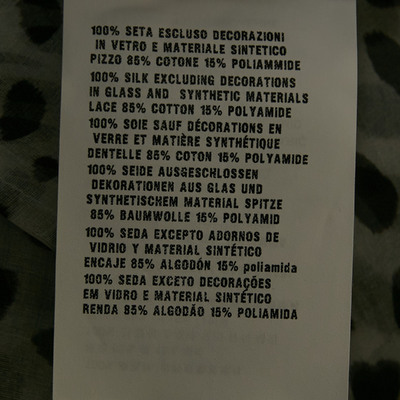 100% SETA ESCLUSO DECORAZIONI
IN VETRO E MATERIALE SINTETICO
PIZZO 85% COTONE 15% POLIAMMIDE
100% SILK EXCLUDING DECORATIONS
IN GLASS AND SYNTHETIC MATERIALS
LACE 85% COTTON 15% POLYAMIDE
100% SOIE SAUF DÉCORATIONS EN
VERRE ET MATIÈRE SYNTHÉTIQUE
DENTELLE 85% COTON 15% POLYAMIDE
100% SEIDE AUSGESCHLOSSEN
DEKORATIONEN AUS GLAS UND
SYNTHETISCHEM MATERIAL SPITZE
85% BAUMWOLLE 15% POLYAMID
100% SEDA EXCEPTO ADORNOS DE
VIDRIO Y MATERIAL SINTÉTICO
ENCAJE 85% ALGODÓN 15% poliamida
100% SEDA EXCETO DECORAÇÕES
EM VIDRO E MATERIAL SINTÉTICO
RENDA 85% ALGODÃO 15% POLIAMIDA